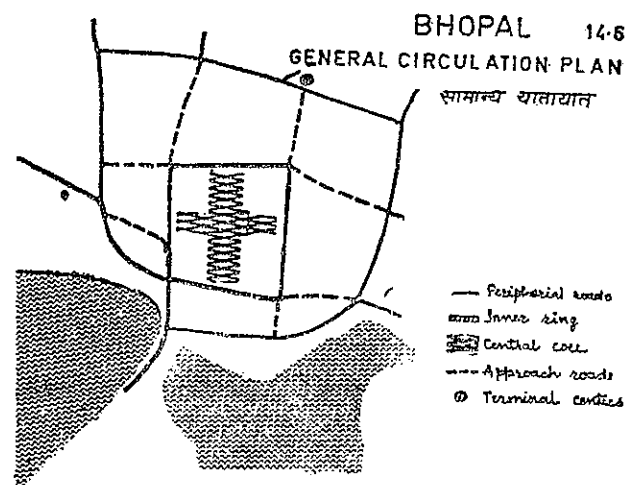 BHOPAL 14.6
GENERAL CIRCULATION PLAN
सामान्य यातायात
Peripherial roads
Inner ring
Central core
Approach roads
Terminal centres